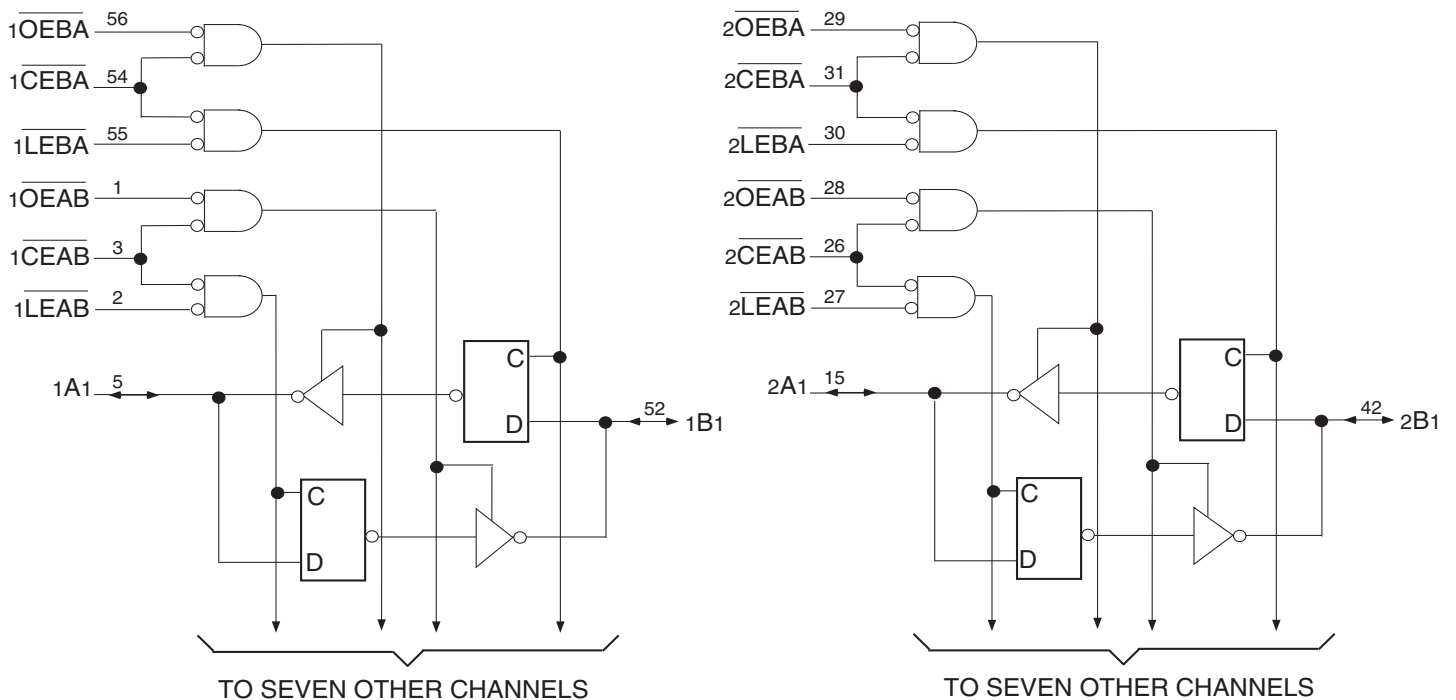 1OEBA 56
1CEBA 54
1LEBA 55
1OEAB 1
1CEAB 3
1LEAB 2
1A1 5
C
D
52 1B1
C
D
TO SEVEN OTHER CHANNELS
2OEBA 29
2CEBA 31
2LEBA 30
2OEAB 28
2CEAB 26
2LEAB 27
2A1 15
C
D
42 2B1
C
D
TO SEVEN OTHER CHANNELS